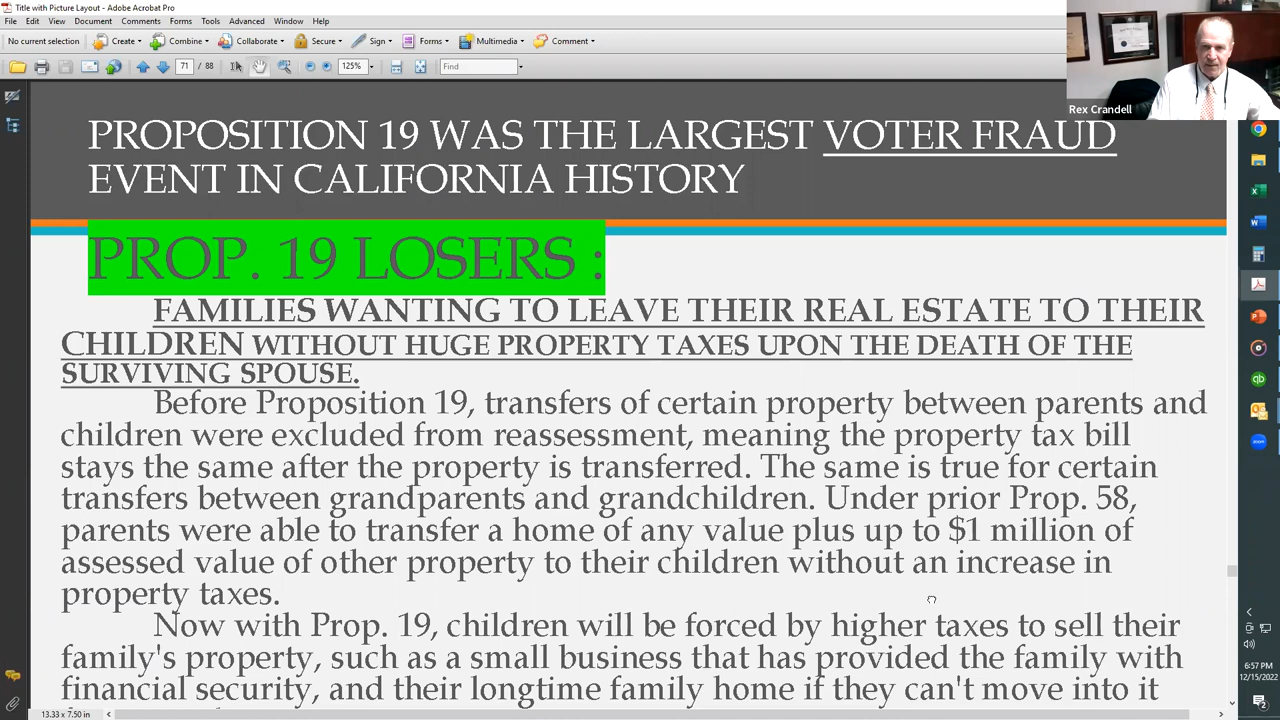 Title with Picture Layout - Adobe Acrobat Pro
File Edit View Document Comments Forms Tools Advanced Window Help
No current selection Create Combine Collaborate Secure Sign Forms Multimedia Comment
71 / 88 125% Find
Rex Crandell
PROPOSITION 19 WAS THE LARGEST VOTER FRAUD
EVENT IN CALIFORNIA HISTORY
PROP. 19 LOSERS :
FAMILIES WANTING TO LEAVE THEIR REAL ESTATE TO THEIR
CHILDREN WITHOUT HUGE PROPERTY TAXES UPON THE DEATH OF THE
SURVIVING SPOUSE.
Before Proposition 19, transfers of certain property between parents and
children were excluded from reassessment, meaning the property tax bill
stays the same after the property is transferred. The same is true for certain
transfers between grandparents and grandchildren. Under prior Prop. 58,
parents were able to transfer a home of any value plus up to $1 million of
assessed value of other property to their children without an increase in
property taxes.
Now with Prop. 19, children will be forced by higher taxes to sell their
family's property, such as a small business that has provided the family with
financial security, and their longtime family home if they can't move into it
6:57 PM
12/15/2022
13.33 x 7.50 in